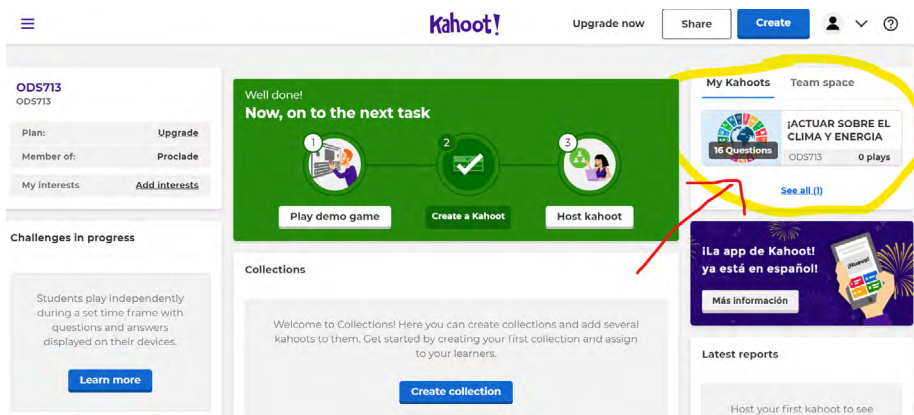 Kahoot!
Upgrade now
Share
Create
ODS713
ODS713
Plan:
Upgrade
Member of:
Proclade
My interests
Add interests
Challenges in progress
Students play independently
during a set time frame with
questions and answers
displayed on their devices.
Learn more
Well done!
Now, on to the next task
1
2
3
Play demo game
Create a Kahoot
Host kahoot
Collections
Welcome to Collections! Here you can create collections and add several
kahoots to them. Get started by creating your first collection and assign
to your learners.
Create collection
My Kahoots
Team space
16 Questions
¡ACTUAR SOBRE EL
CLIMA Y ENERGIA
ODS713
0 plays
See all (1)
¡La app de Kahoot!
ya está en español!
Más información
¡Nuevo!
Latest reports
Host your first kahoot to see